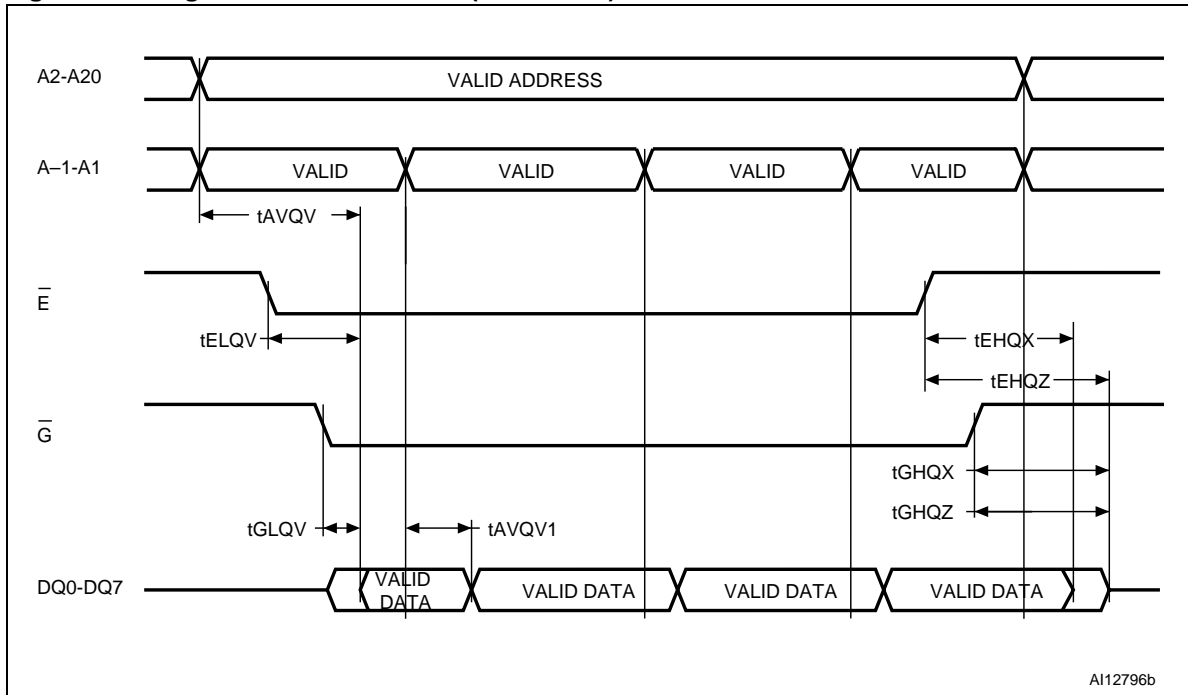 A2-A20
VALID ADDRESS
A–1-A1
VALID
VALID
VALID
VALID
tAVQV
E
tELQV
tEHQX
tEHQZ
G
tGHQX
tGLQV
tAVQV1
tGHQZ
DQ0-DQ7
VALID
DATA
VALID DATA
VALID DATA
VALID DATA
AI12796b